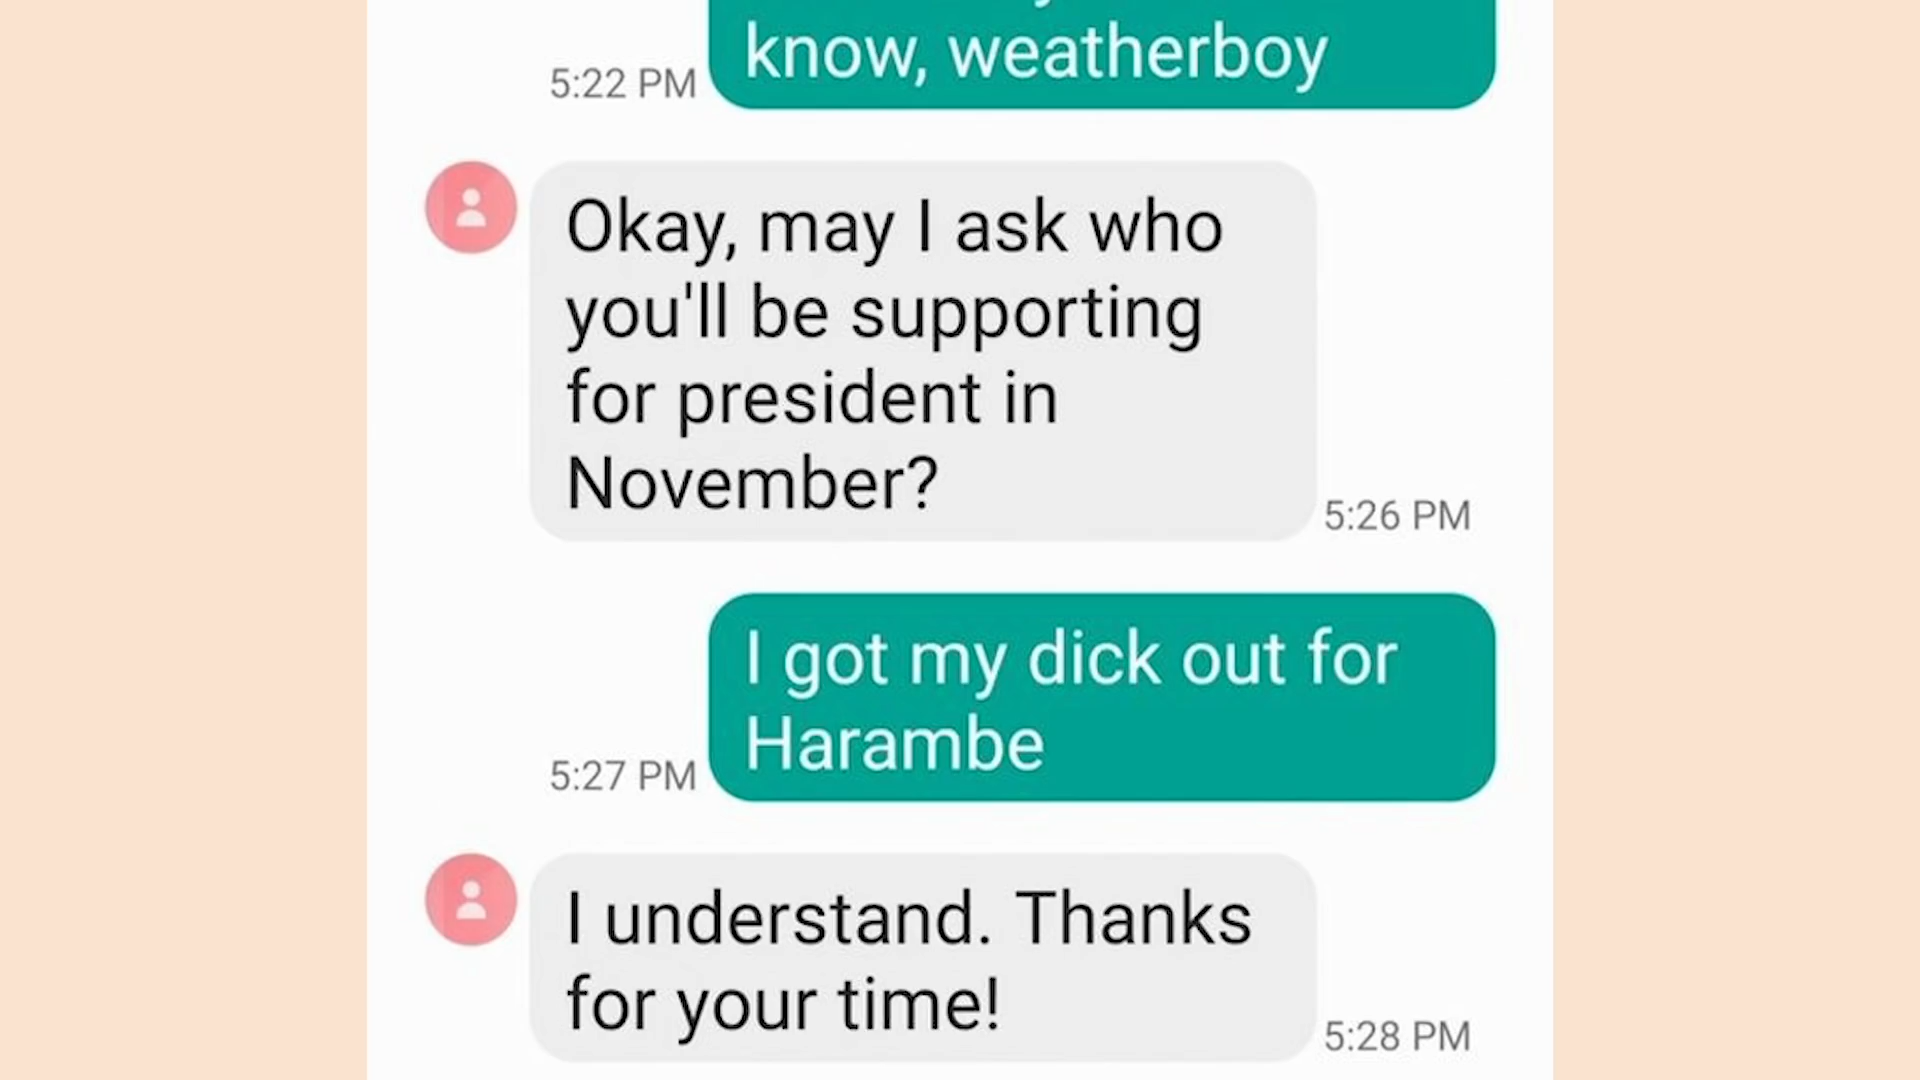 know, weatherboy
5:22 PM
Okay, may I ask who
you'll be supporting
for president in
November?
5:26 PM
I got my dick out for
Harambe
5:27 PM
I understand. Thanks
for your time!
5:28 PM